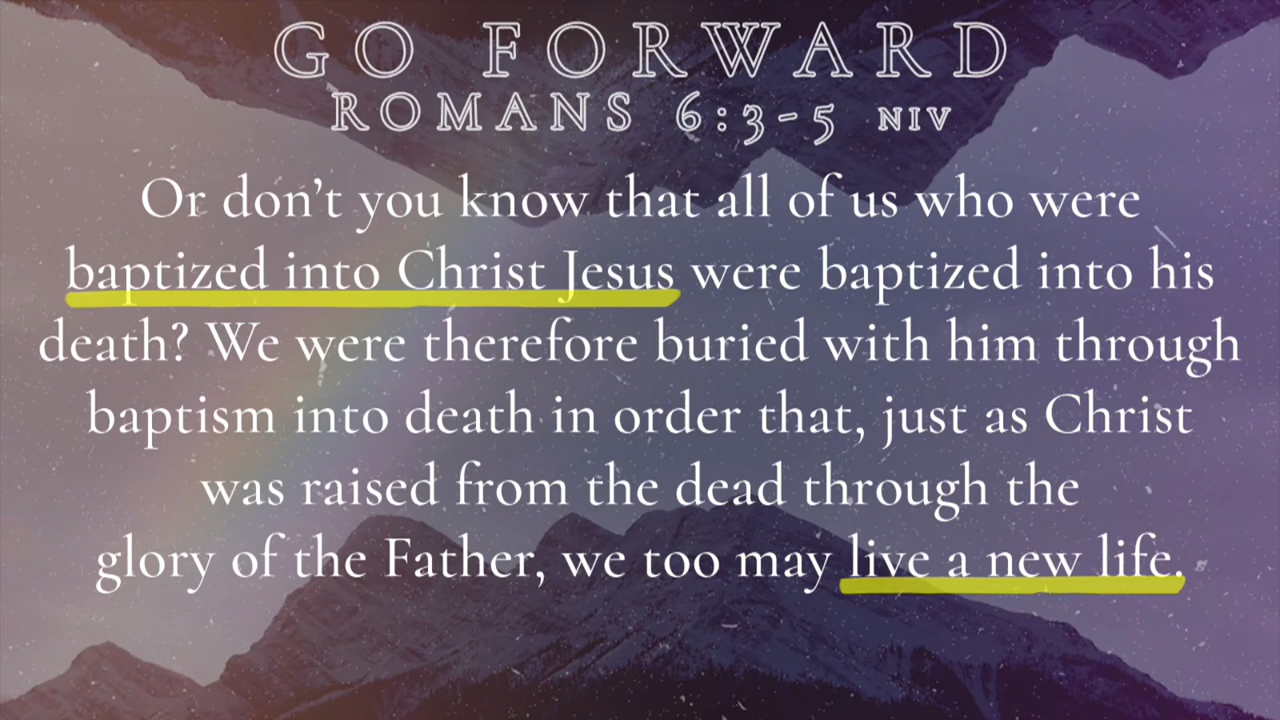 GO FORWARD
ROMANS 6:3-5 NIV
Or don’t you know that all of us who were
baptized into Christ Jesus were baptized into his
death? We were therefore buried with him through
baptism into death in order that, just as Christ
was raised from the dead through the
glory of the Father, we too may live a new life.